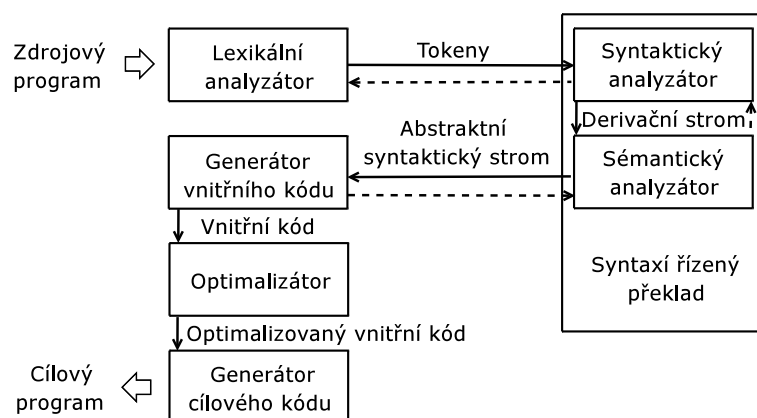 Zdrojový
program
Lexikální
analyzátor
Tokeny
Syntaktický
analyzátor
Derivační strom
Abstraktní
syntaktický strom
Generátor
vnitřního kódu
Sémantický
analyzátor
Vnitřní kód
Optimalizátor
Syntaxí řízený
překlad
Optimalizovaný vnitřní kód
Cílový
program
Generátor
cílového kódu